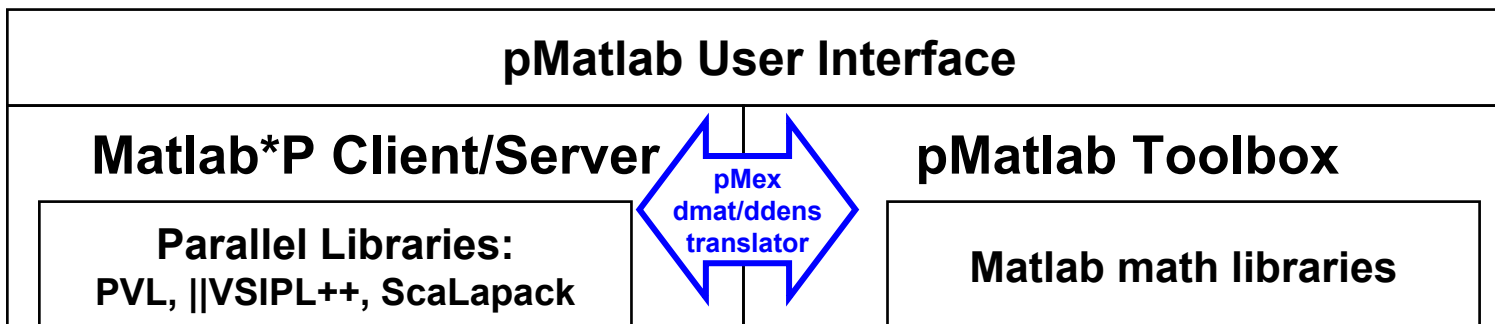 pMatlab User Interface
Matlab*P Client/Server
pMatlab Toolbox
pMex
dmat/ddens
translator
Parallel Libraries:
PVL, ||VSIPL++, ScaLapack
Matlab math libraries